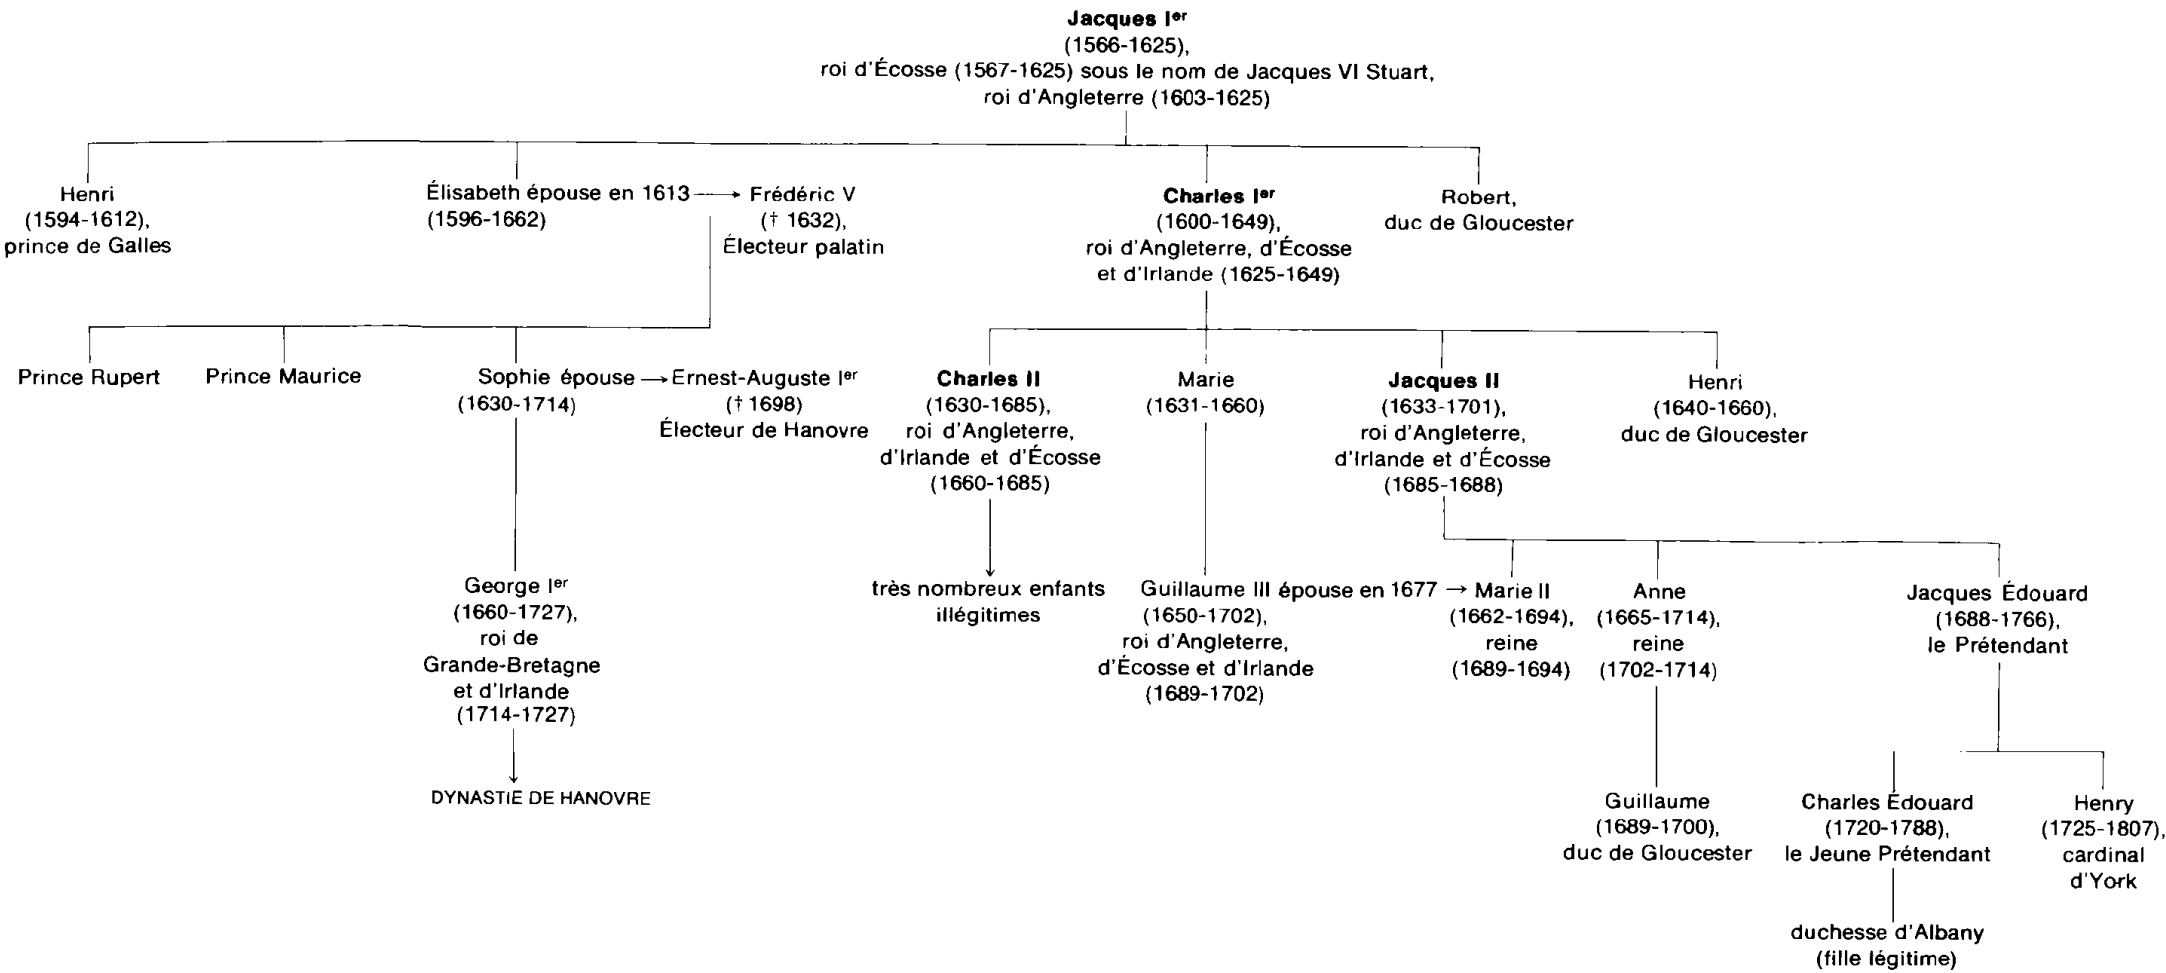 Jacques Ier
(1566-1625),
roi d'Écosse (1567-1625) sous le nom de Jacques VI Stuart,
roi d'Angleterre (1603-1625)
Henri
(1594-1612),
prince de Galles
Élisabeth épouse en 1613 → Frédéric V
(1596-1662)
(† 1632),
Électeur palatin
Charles Ier
(1600-1649),
roi d'Angleterre, d'Écosse
et d'Irlande (1625-1649)
Robert,
duc de Gloucester
Prince Rupert
Prince Maurice
Sophie épouse → Ernest-Auguste Ier
(1630-1714)
(† 1698)
Électeur de Hanovre
Charles II
(1630-1685),
roi d'Angleterre,
d'Irlande et d'Écosse
(1660-1685)
Marie
(1631-1660)
Jacques II
(1633-1701),
roi d'Angleterre,
d'Irlande et d'Écosse
(1685-1688)
Henri
(1640-1660),
duc de Gloucester
George Ier
(1660-1727),
roi de
Grande-Bretagne
et d'Irlande
(1714-1727)
DYNASTIE DE HANOVRE
très nombreux enfants
illégitimes
Guillaume III épouse en 1677 → Marie II
(1650-1702),
roi d'Angleterre,
d'Écosse et d'Irlande
(1689-1702)
(1662-1694),
reine
(1689-1694)
Anne
(1665-1714),
reine
(1702-1714)
Jacques Édouard
(1688-1766),
le Prétendant
Guillaume
(1689-1700),
duc de Gloucester
Charles Édouard
(1720-1788),
le Jeune Prétendant
Henry
(1725-1807),
cardinal
d'York
duchesse d'Albany
(fille légitime)